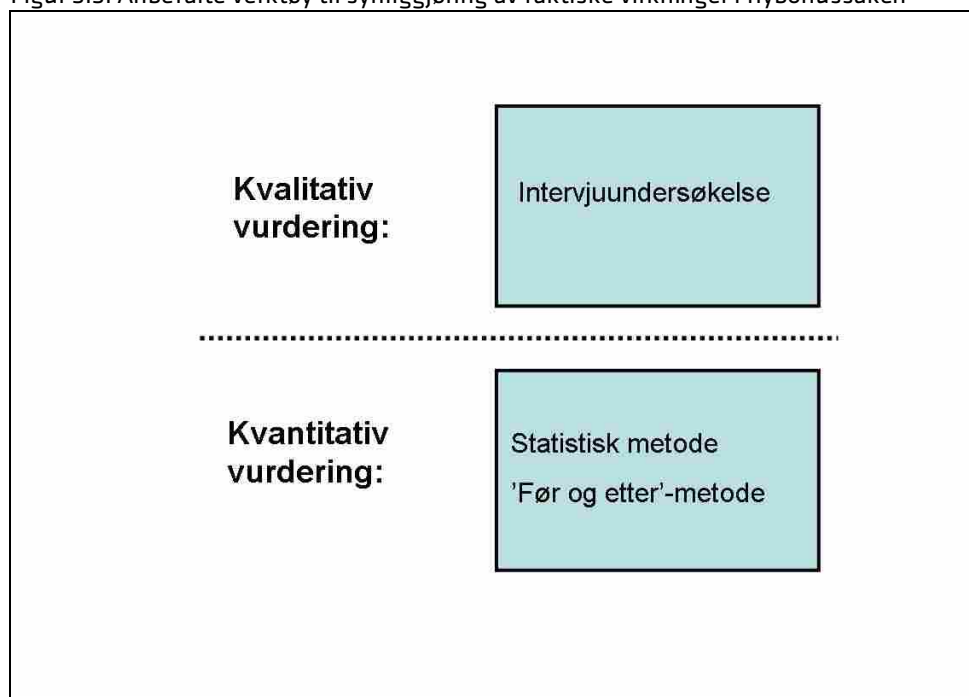 Kvalitativ
vurdering:
Intervjuundersøkelse
Kvantitativ
vurdering:
Statistisk metode
'Før og etter'-metode